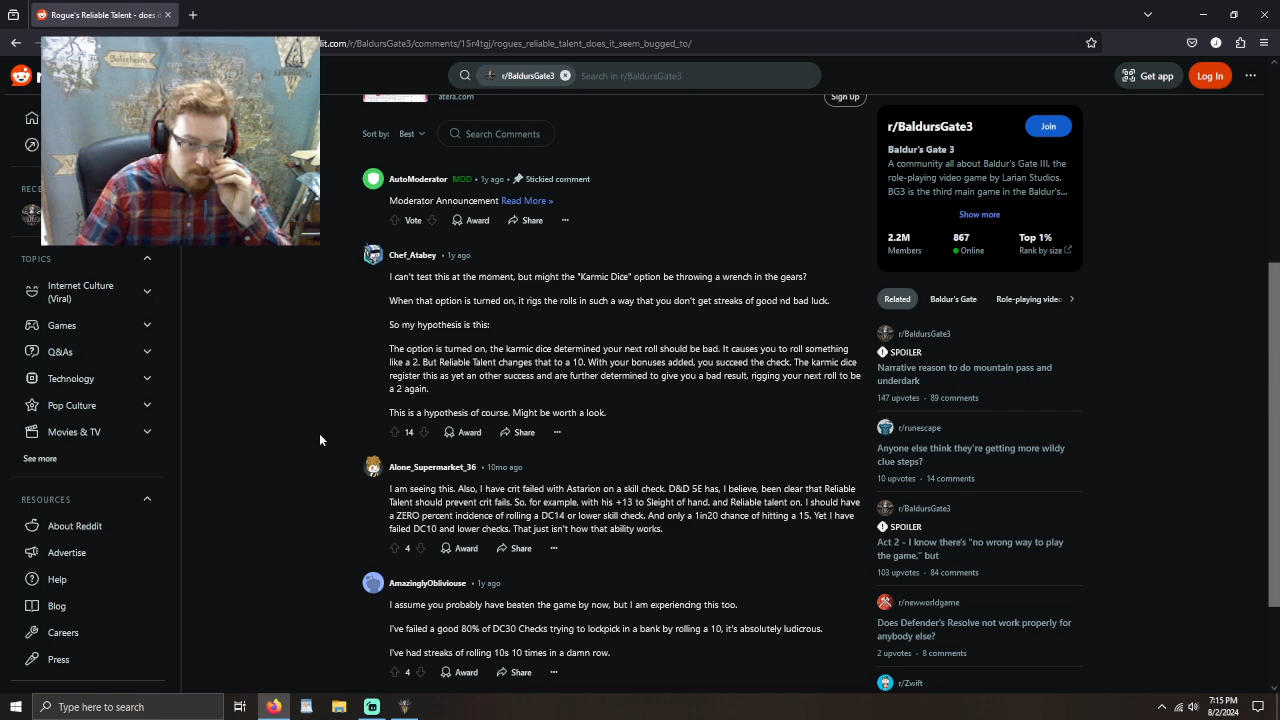 Rogue's Reliable Talent - does it
it.com/r/BaldursGate3/comments/15r4tgj/rogues_reliable_talent_does_it_seem_bugged_to/
Bolstheim
r/BaldursGate3
Search in r/BaldursGate3
Get app
Log In
atera.com
Sign Up
Sort by:
Best
Search Comments
AutoModerator MOD • 1y ago • Stickied comment
Moderator Announcement Read More »
Vote
Award
Share
Chef_Atabey • 1y ago
I can't test this at the moment, but might the "Karmic Dice" option be throwing a wrench in the gears?
When that option is turned on, it rigs the rolls in such a way that you don't get streaks of good nd bad luck.
So my hypothesis is this:
The option is turned on, the karmic dice determined your next roll should be bad. It causes you to roll something
like a 2. But Reliable Talent changes that to a 10. With your bonuses added, you succeed the check. The karmic dice
register this as yet an other success and are further determined to give you a bad result, rigging your next roll to be
a 2 again.
This is a hypothesis of course. Might be worth a look.
14
Award
Share
Alone_Supermarket_36 • 10mo ago
I am seeing this. Also, I have crit failed with Astarion on a skill check. D&D 5E has, I believe, been clear that Reliable
Talent should prevent crit fails. So. for example, with his +13 to Sleight of hand, and Reliable talent on. I should have
a ZERO percent incidence of rolling a DC14 or lower skill check. And only a 1in20 chance of hitting a 15. Yet I have
failed DC10 and lower checks. That just isn't how that ability works.
4
Award
Share
AmazinglyObliviouse • 1y ago
I assume you probably have beaten the game by now, but I am experiencing this too.
I've failed a good 80% of DC30 Checks trying to lockpick in a bank by rolling a 10, it's absolutely ludicrous.
I've had streaks of rolling 10s 10 times in a damn row.
4
Award
Share
RECE
TOPICS
Internet Culture
(Viral)
Games
Q&As
Technology
Pop Culture
Movies & TV
See more
RESOURCES
About Reddit
Advertise
Help
Blog
Careers
Press
r/BaldursGate3
Join
Baldur's Gate 3
A community all about Baldur's Gate III, the
role-playing video game by Larian Studios.
BG3 is the third main game in the Baldur's...
Show more
2.2M
867
Top 1%
Members
Online
Rank by size
Related
Baldur's Gate
Role-playing video
r/BaldursGate3
SPOILER
Narrative reason to do mountain pass and
underdark
147 upvotes · 89 comments
r/runescape
Anyone else think they're getting more wildy
clue steps?
10 upvotes · 14 comments
r/BaldursGate3
SPOILER
Act 2 - I know there's "no wrong way to play
the game," but
103 upvotes · 84 comments
r/newworldgame
Does Defender's Resolve not work properly for
anybody else?
2 upvotes · 8 comments
r/Zwift
Type here to search
7:15 PM
8/2/2024